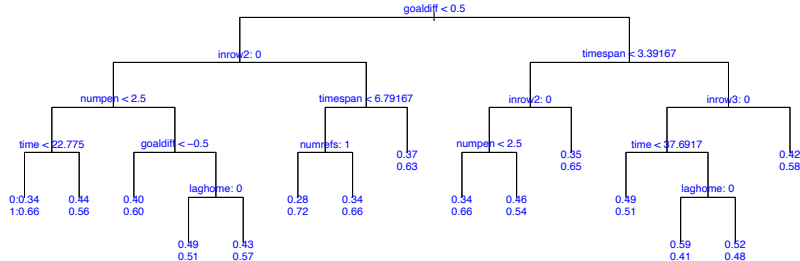 goaldiff < 0.5
inrow2: 0
timespan < 3.39167
numpen < 2.5
timespan < 6.79167
inrow2: 0
inrow3: 0
time < 22.775
goaldiff < −0.5
numrefs: 1
0.37
0.63
numpen < 2.5
0.35
0.65
time < 37.6917
0.42
0.58
0:0.34
1:0.66
0.44
0.56
0.40
0.60
laghome: 0
0.28
0.72
0.34
0.66
0.34
0.66
0.46
0.54
0.49
0.51
laghome: 0
0.49
0.51
0.43
0.57
0.59
0.41
0.52
0.48